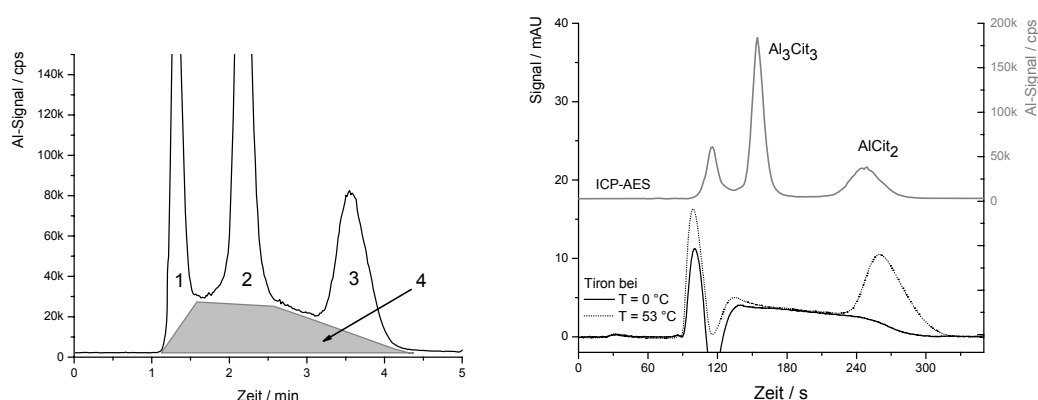 Al-Signal / cps
140k
120k
100k
80k
60k
40k
20k
0
0 1 2 3 4 5
Zeit / min
1 2 3 4
Signal / mAU
40
30
20
10
0
200k
150k
100k
50k
0
Al-Signal / cps
Al3Cit3
AlCit2
ICP-AES
Tiron bei
T = 0 °C
T = 53 °C
0 60 120 180 240 300
Zeit / s